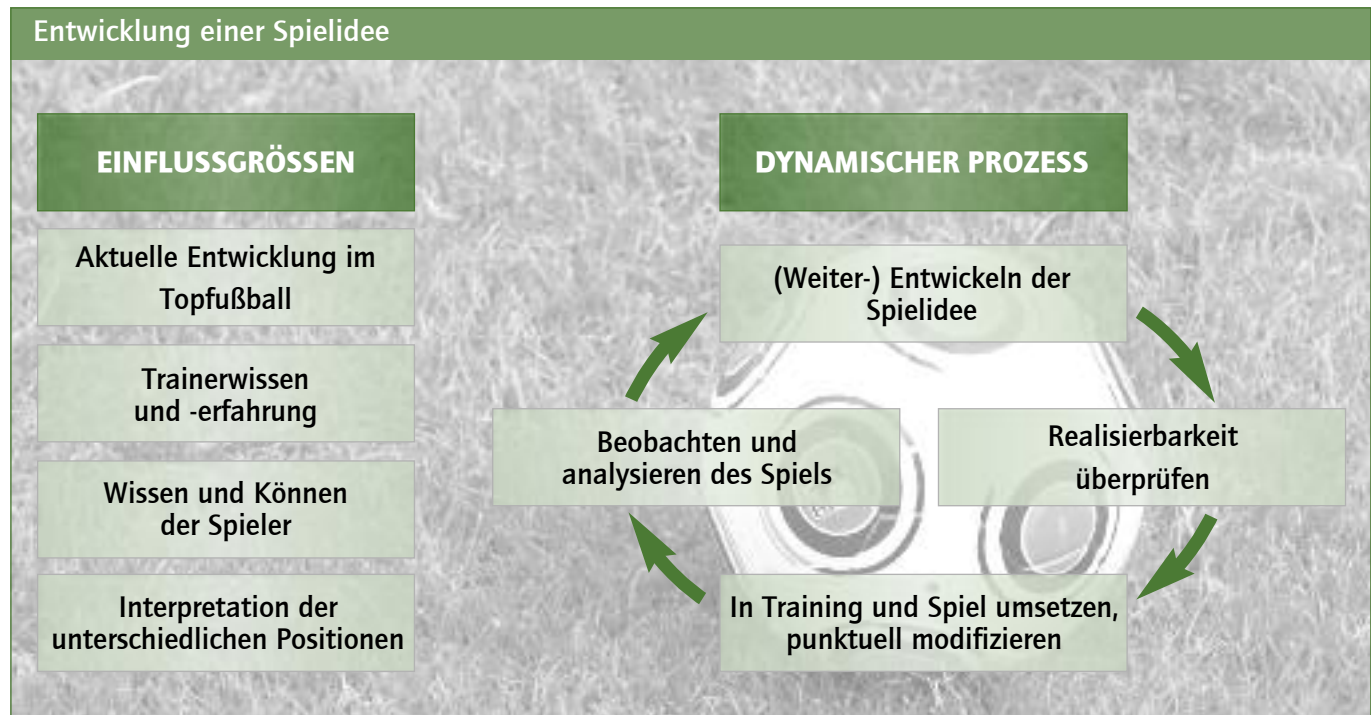 Entwicklung einer Spielidee
EINFLUSSGRÖSSEN
Aktuelle Entwicklung im
Topfußball
Trainerwissen
und -erfahrung
Wissen und Können
der Spieler
Interpretation der
unterschiedlichen Positionen
DYNAMISCHER PROZESS
(Weiter-) Entwickeln der
Spielidee
Realisierbarkeit
überprüfen
In Training und Spiel umsetzen,
punktuell modifizieren
Beobachten und
analysieren des Spiels